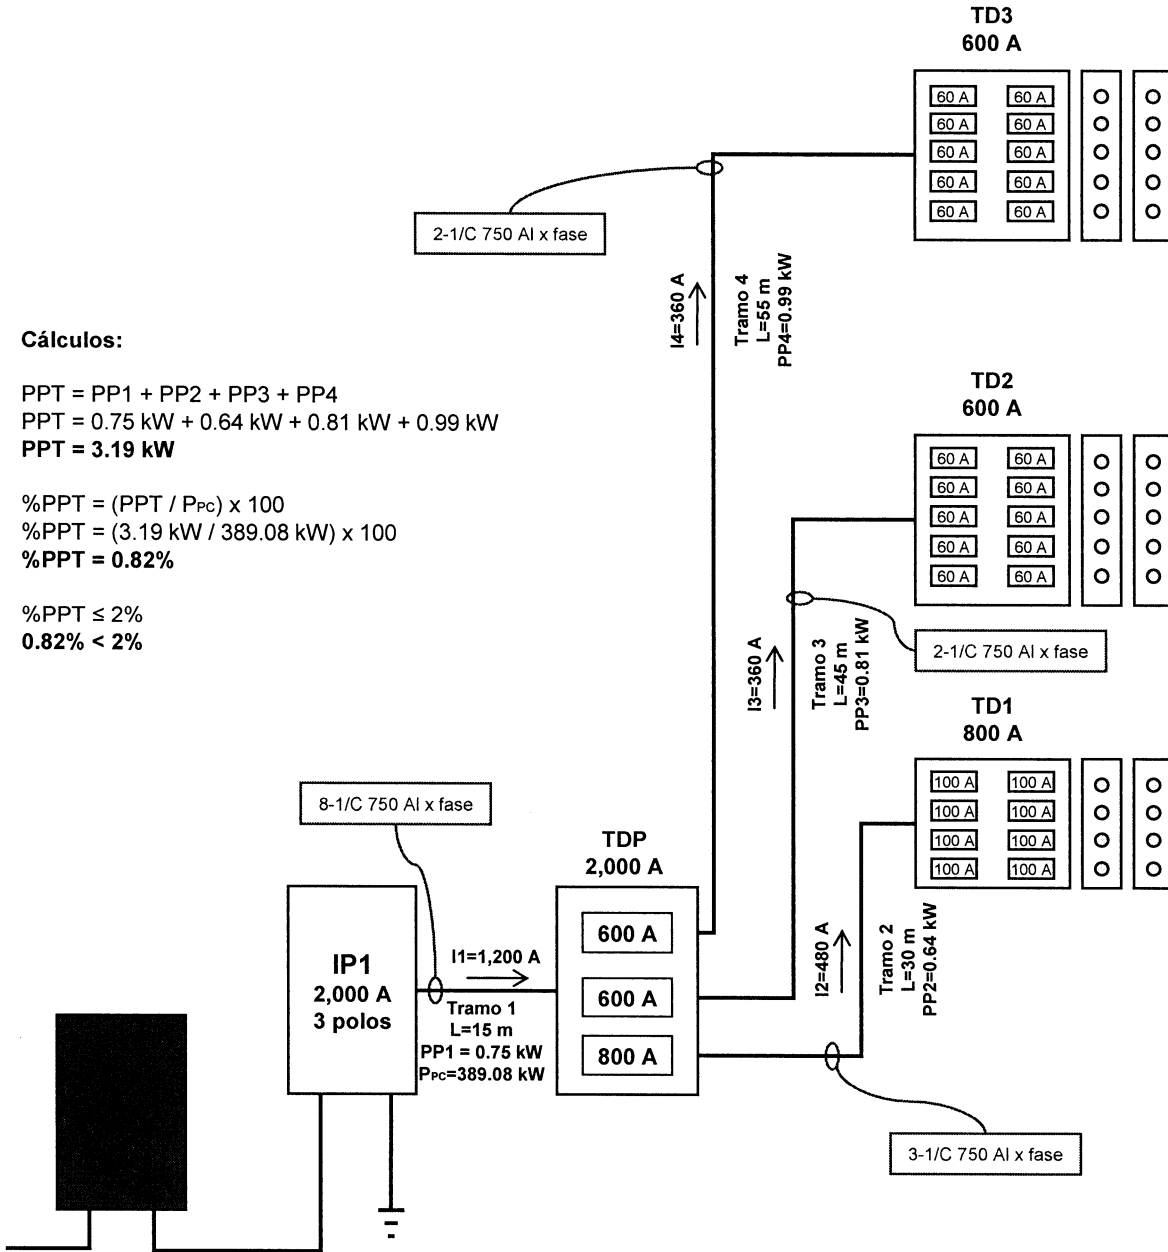 TD3
600 A
60 A 60 A
60 A 60 A
60 A 60 A
60 A 60 A
60 A 60 A
2-1/C 750 Al x fase
I4=360 A
Tramo 4
L=55 m
PP4=0.99 kW
Cálculos:
PPT = PP1 + PP2 + PP3 + PP4
PPT = 0.75 kW + 0.64 kW + 0.81 kW + 0.99 kW
PPT = 3.19 kW
%PPT = (PPT / PPC) x 100
%PPT = (3.19 kW / 389.08 kW) x 100
%PPT = 0.82%
%PPT ≤ 2%
0.82% < 2%
TD2
600 A
60 A 60 A
60 A 60 A
60 A 60 A
60 A 60 A
60 A 60 A
2-1/C 750 Al x fase
I3=360 A
Tramo 3
L=45 m
PP3=0.81 kW
TD1
800 A
100 A 100 A
100 A 100 A
100 A 100 A
100 A 100 A
8-1/C 750 Al x fase
TDP
2,000 A
600 A
600 A
800 A
IP1
2,000 A
3 polos
I1=1,200 A
Tramo 1
L=15 m
PP1 = 0.75 kW
PPC=389.08 kW
I2=480 A
Tramo 2
L=30 m
PP2=0.64 kW
3-1/C 750 Al x fase